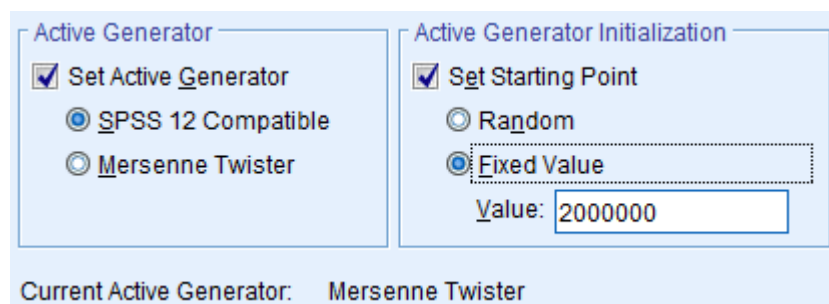 Active Generator
Set Active Generator
SPSS 12 Compatible
Mersenne Twister
Active Generator Initialization
Set Starting Point
Random
Fixed Value
Value: 2000000
Current Active Generator: Mersenne Twister